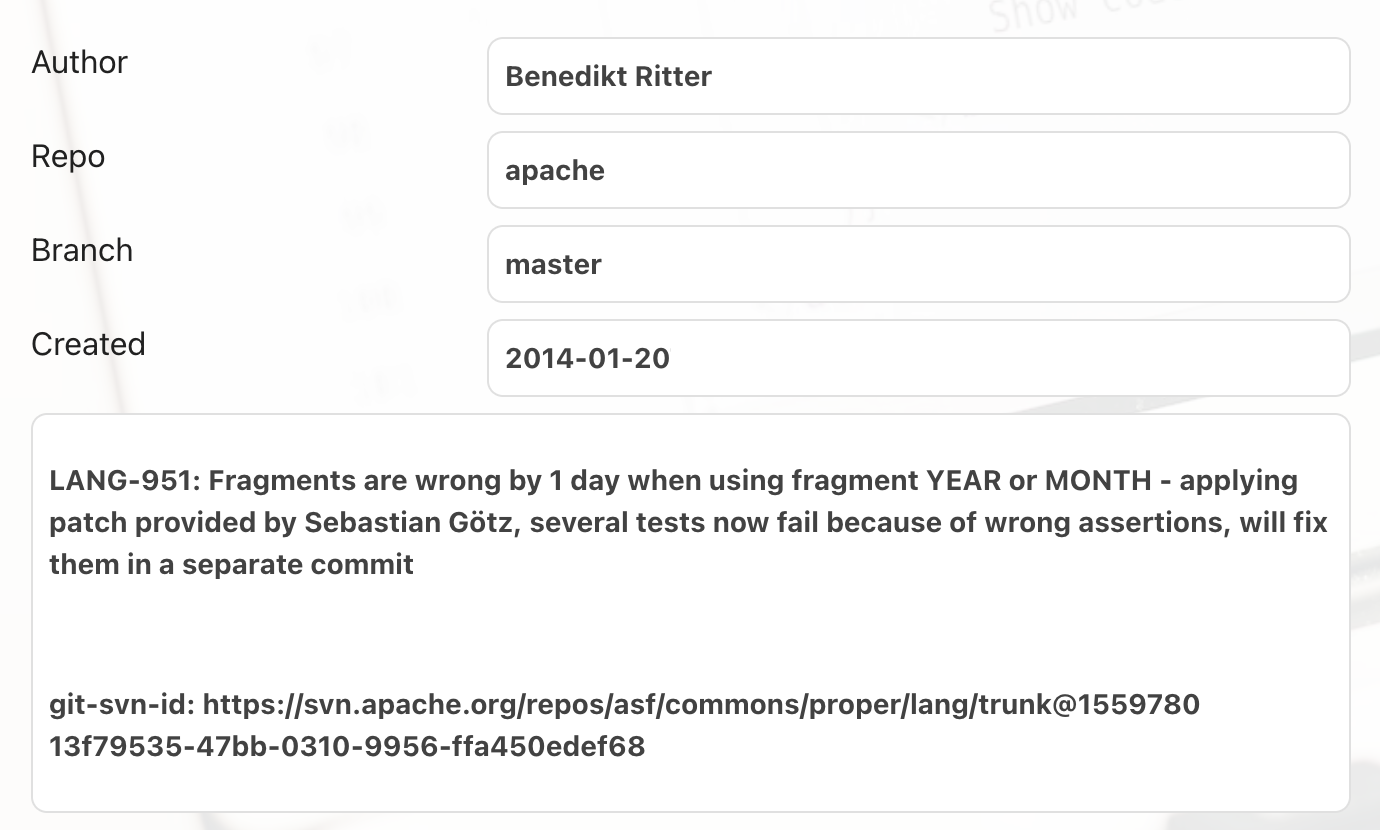 Show
Author
Benedikt Ritter
Repo
apache
Branch
master
Created
2014-01-20
LANG-951: Fragments are wrong by 1 day when using fragment YEAR or MONTH - applying
patch provided by Sebastian Götz, several tests now fail because of wrong assertions, will fix
them in a separate commit
git-svn-id: https://svn.apache.org/repos/asf/commons/proper/lang/trunk@1559780
13f79535-47bb-0310-9956-ffa450edef68